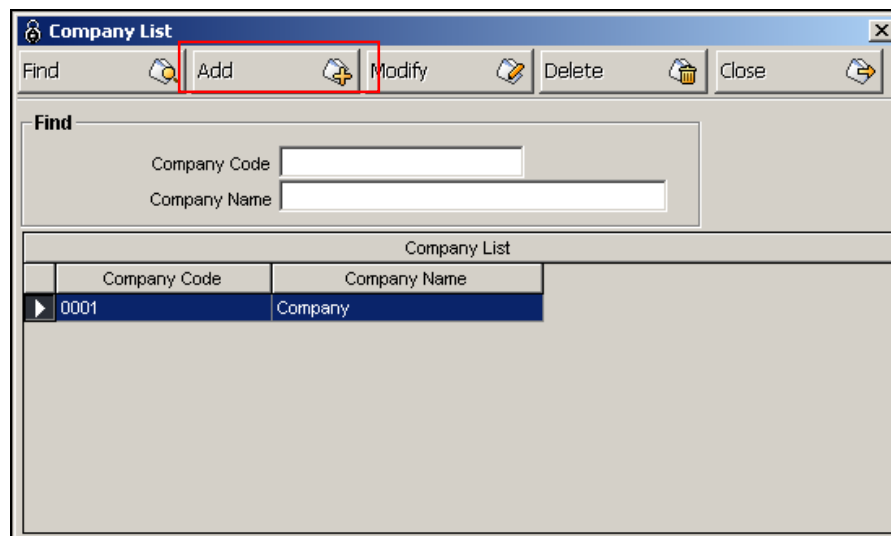 Company List
Find Add Modify Delete Close
Find
Company Code
Company Name
Company List
Company Code Company Name
0001 Company